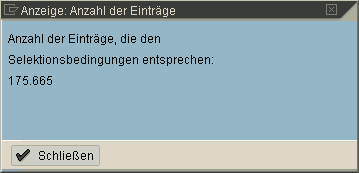 Anzeige: Anzahl der Einträge
Anzahl der Einträge, die den
Selektionsbedingungen entsprechen:
175.665
Schließen